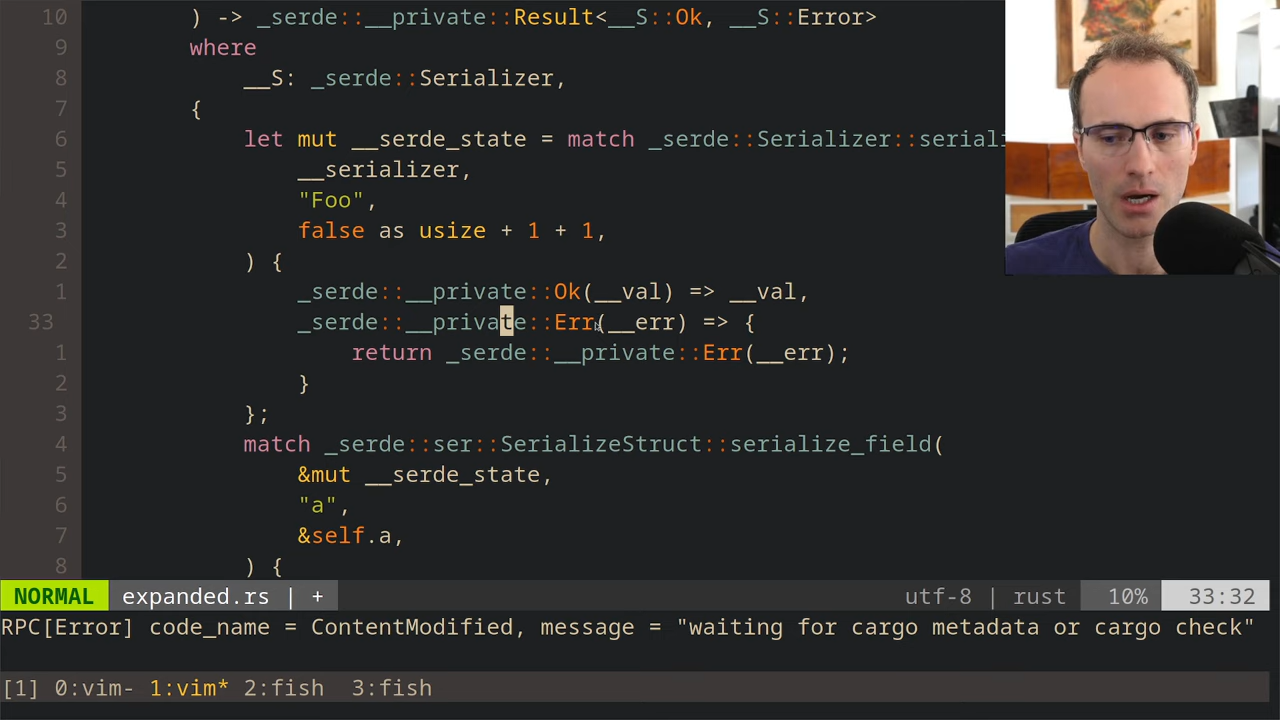 10 ) -> _serde::__private::Result<__S::Ok, __S::Error>
9 where
8 __S: _serde::Serializer,
7 {
6 let mut __serde_state = match _serde::Serializer::seriali
5 __serializer,
4 "Foo",
3 false as usize + 1 + 1,
2 ) {
1 _serde::__private::Ok(__val) => __val,
33 _serde::__private::Err(__err) => {
1 return _serde::__private::Err(__err);
2 }
3 };
4 match _serde::ser::SerializeStruct::serialize_field(
5 &mut __serde_state,
6 "a",
7 &self.a,
8 ) {
NORMAL expanded.rs | + utf-8 | rust 10% 33:32
RPC[Error] code_name = ContentModified, message = "waiting for cargo metadata or cargo check"
[1] 0:vim- 1:vim* 2:fish 3:fish